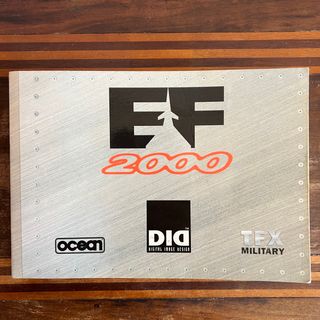 EF
2000
ocean
DID
DIGITAL IMAGE DESIGN
TFX
MILITARY